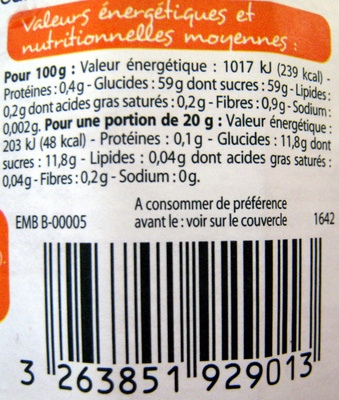 Valeurs énergétiques et
nutritionnelles moyennes :
Pour 100g : Valeur énergétique : 1017 kJ (239 kcal) -
Protéines : 0,4g - Glucides : 59g dont sucres : 59g - Lipides :
0,2g dont acides gras saturés : 0,2g - Fibres : 0,9g - Sodium :
0,002g. Pour une portion de 20 g : Valeur énergétique :
203 kJ (48 kcal) - Protéines : 0,1g - Glucides : 11,8g dont
sucres : 11,8g - Lipides : 0,04g dont acides gras saturés :
0,04g - Fibres : 0,2g - Sodium : 0g.
A consommer de préférence
EMB B-00005 avant le : voir sur le couvercle 1642
3 263851 929013